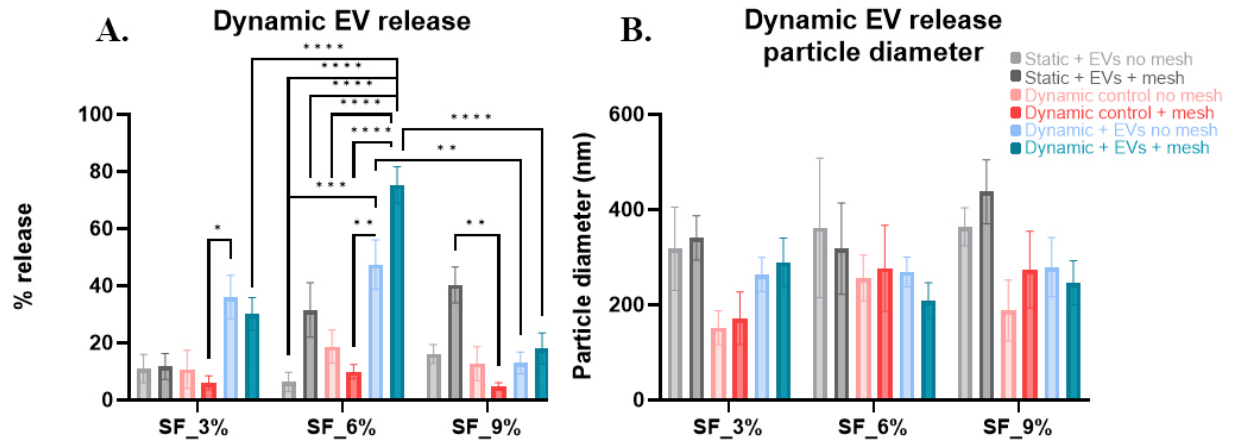 A.
Dynamic EV release
* * * *
* * * *
* * * *
* * * *
* * * *
* * * *
* *
* * *
* *
* *
*
% release
100
80
60
40
20
0
SF_3%
SF_6%
SF_9%
B.
Dynamic EV release
particle diameter
Static + EVs no mesh
Static + EVs + mesh
Dynamic control no mesh
Dynamic control + mesh
Dynamic + EVs no mesh
Dynamic + EVs + mesh
Particle diameter (nm)
600
400
200
0
SF_3%
SF_6%
SF_9%